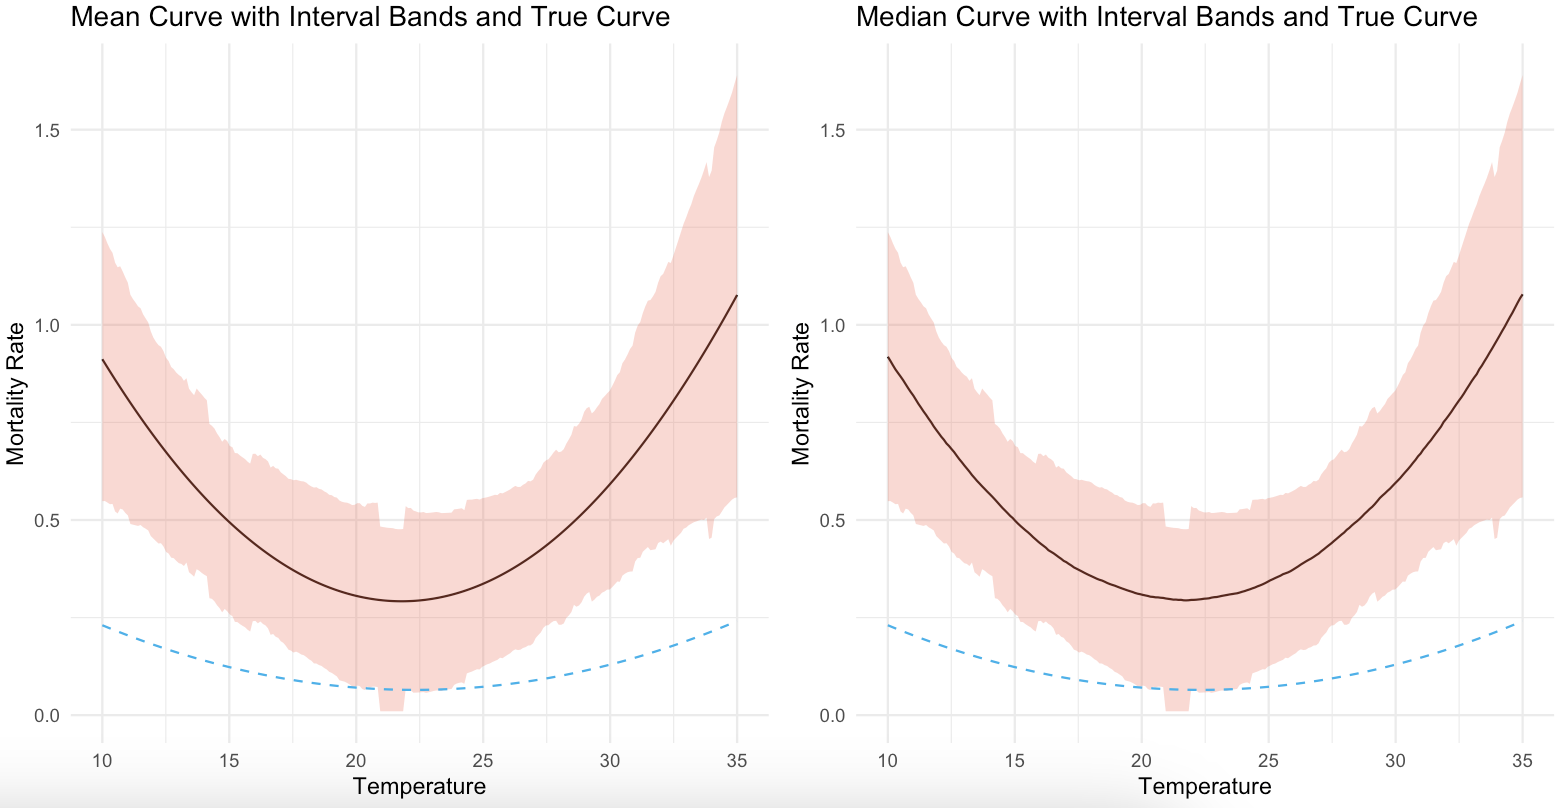 Mean Curve with Interval Bands and True Curve
Mortality Rate
1.5
1.0
0.5
0.0
10 15 20 25 30 35
Temperature
Median Curve with Interval Bands and True Curve
Mortality Rate
1.5
1.0
0.5
0.0
10 15 20 25 30 35
Temperature